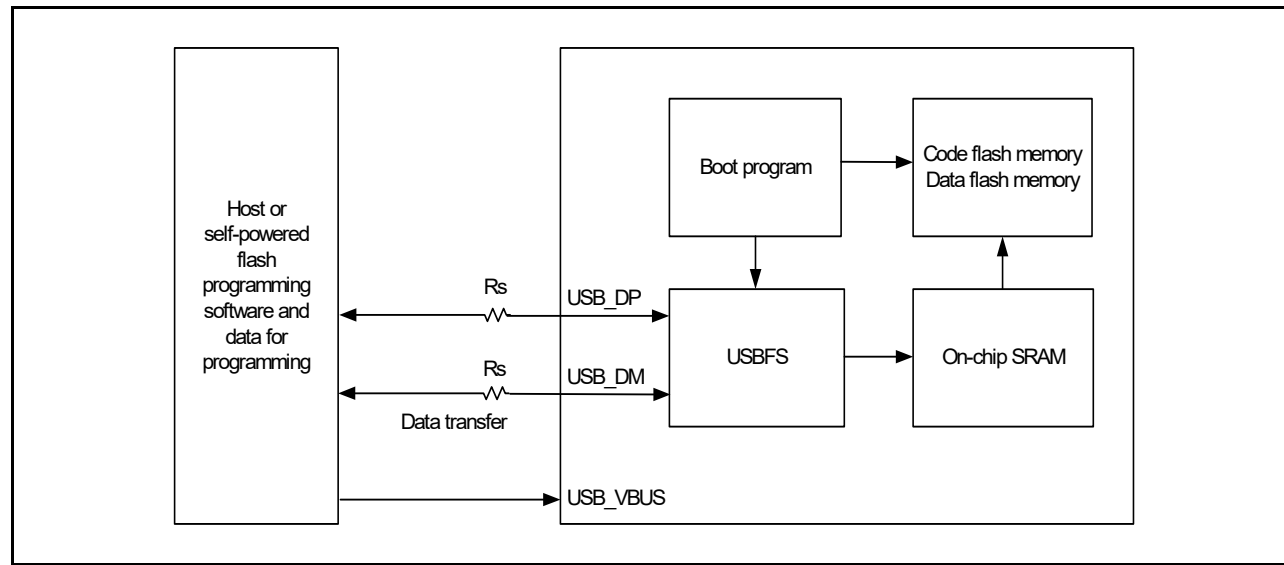 Host or
self-powered
flash
programming
software and
data for
programming
Rs
USB_DP
Rs
USB_DM
Data transfer
USB_VBUS
Boot program
Code flash memory
Data flash memory
USBFS
On-chip SRAM